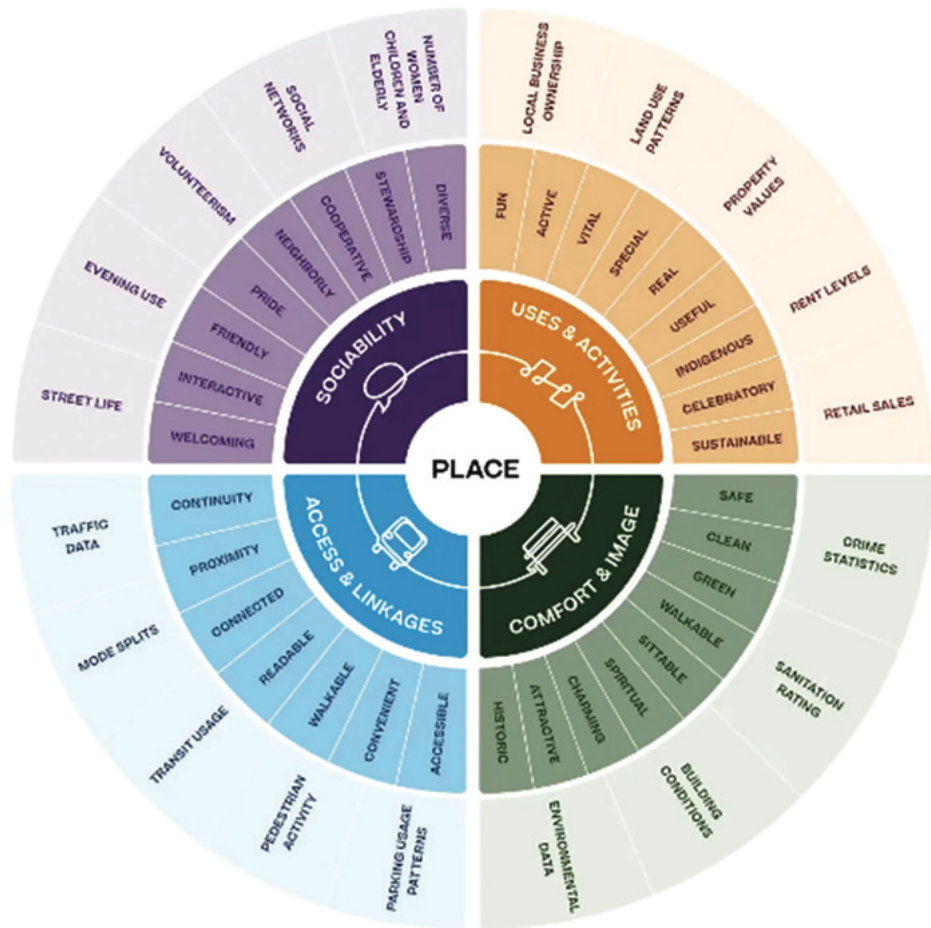 NUMBER OF
WOMEN
CHILDREN AND
ELDERLY
SOCIAL
NETWORKS
VOLUNTEERISM
EVENING USE
STREET LIFE
DIVERSE
STEWARDSHIP
COOPERATIVE
NEIGHBORLY
PRIDE
FRIENDLY
INTERACTIVE
WELCOMING
SOCIABILITY
LOCAL BUSINESS
OWNERSHIP
LAND USE
PATTERNS
PROPERTY
VALUES
RENT LEVELS
RETAIL SALES
FUN
ACTIVE
VITAL
SPECIAL
REAL
USEFUL
INDIGENOUS
CELEBRATORY
SUSTAINABLE
USES & ACTIVITIES
PLACE
ACCESS & LINKAGES
CONTINUITY
PROXIMITY
CONNECTED
READABLE
WALKABLE
CONVENIENT
ACCESSIBLE
TRAFFIC
DATA
MODE SPLITS
TRANSIT USAGE
PEDESTRIAN
ACTIVITY
PARKING USAGE
PATTERNS
COMFORT & IMAGE
SAFE
CLEAN
GREEN
WALKABLE
SITTABLE
SPIRITUAL
CHARMING
ATTRACTIVE
HISTORIC
CRIME
STATISTICS
SANITATION
RATING
BUILDING
CONDITIONS
ENVIRONMENTAL
DATA